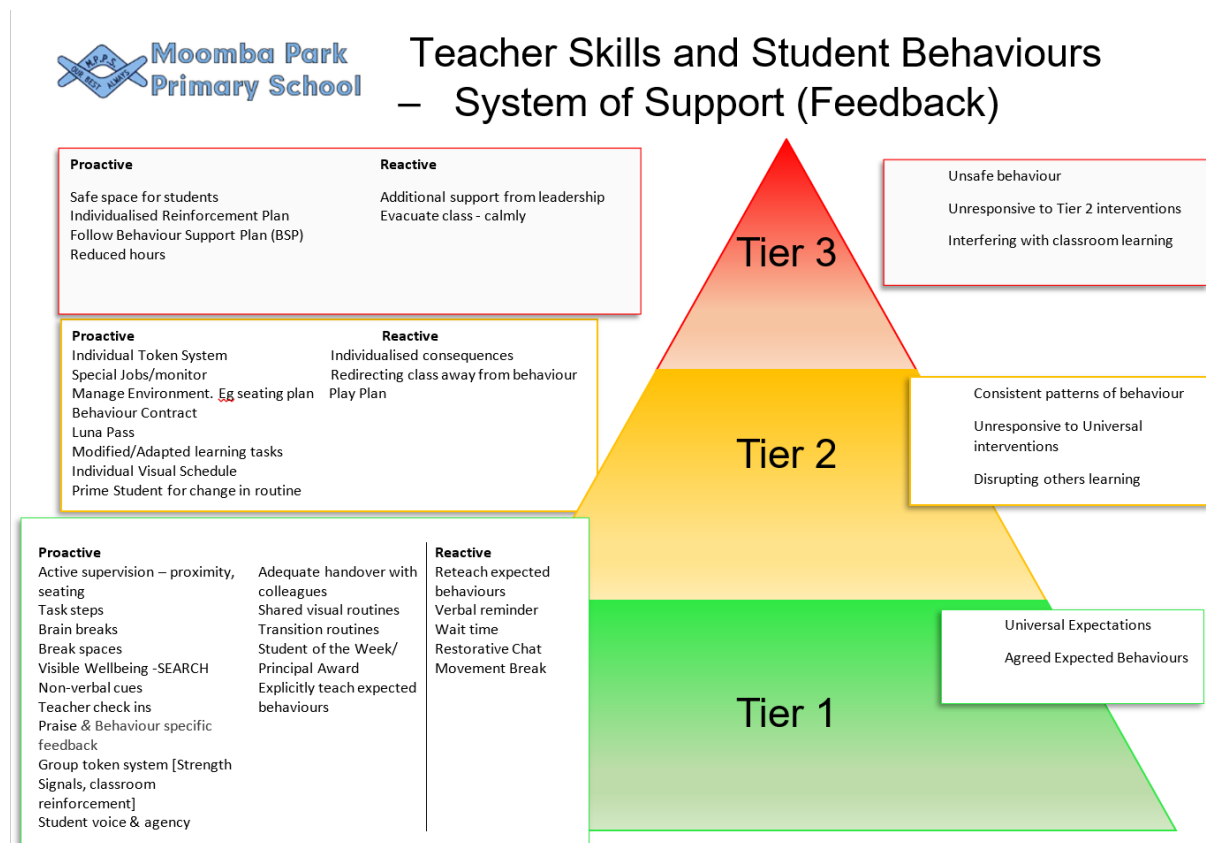 M.P.P.S.
OUR BEST ALWAYS
Moomba Park
Primary School
Teacher Skills and Student Behaviours
– System of Support (Feedback)
Proactive
Safe space for students
Individualised Reinforcement Plan
Follow Behaviour Support Plan (BSP)
Reduced hours
Reactive
Additional support from leadership
Evacuate class - calmly
Tier 3
Unsafe behaviour
Unresponsive to Tier 2 interventions
Interfering with classroom learning
Proactive
Individual Token System
Special Jobs/monitor
Manage Environment. Eg seating plan
Behaviour Contract
Luna Pass
Modified/Adapted learning tasks
Individual Visual Schedule
Prime Student for change in routine
Reactive
Individualised consequences
Redirecting class away from behaviour
Play Plan
Tier 2
Consistent patterns of behaviour
Unresponsive to Universal
interventions
Disrupting others learning
Proactive
Active supervision – proximity,
seating
Task steps
Brain breaks
Break spaces
Visible Wellbeing -SEARCH
Non-verbal cues
Teacher check ins
Praise & Behaviour specific
feedback
Group token system [Strength
Signals, classroom
reinforcement]
Student voice & agency
Adequate handover with
colleagues
Shared visual routines
Transition routines
Student of the Week/
Principal Award
Explicitly teach expected
behaviours
Reactive
Reteach expected
behaviours
Verbal reminder
Wait time
Restorative Chat
Movement Break
Tier 1
Universal Expectations
Agreed Expected Behaviours